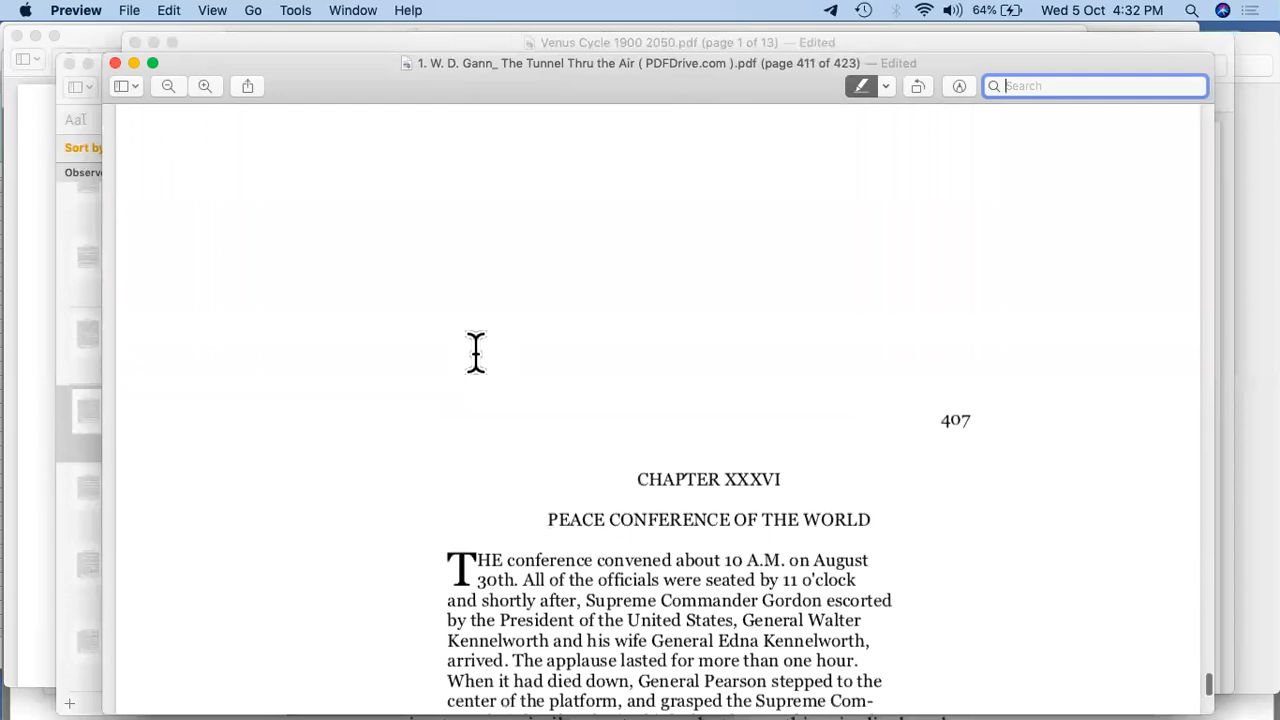 Preview File Edit View Go Tools Window Help 64% Wed 5 Oct 4:32 PM
Venus Cycle 1900 2050.pdf (page 1 of 13) — Edited
1. W. D. Gann_ The Tunnel Thru the Air ( PDFDrive.com ).pdf (page 411 of 423) — Edited
Search
Sort by
Observe
407
CHAPTER XXXVI
PEACE CONFERENCE OF THE WORLD
THE conference convened about 10 A.M. on August
30th. All of the officials were seated by 11 o'clock
and shortly after, Supreme Commander Gordon escorted
by the President of the United States, General Walter
Kennelworth and his wife General Edna Kennelworth,
arrived. The applause lasted for more than one hour.
When it had died down, General Pearson stepped to the
center of the platform, and grasped the Supreme Com-